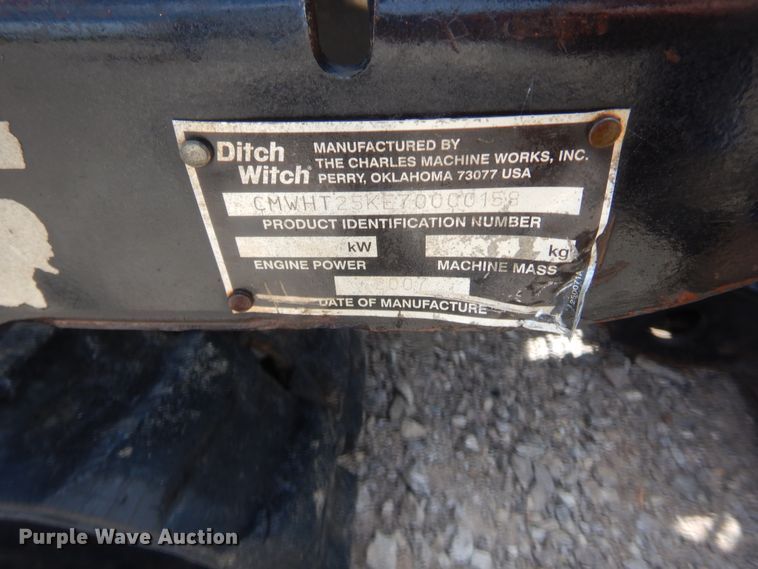 Ditch Witch®
MANUFACTURED BY
THE CHARLES MACHINE WORKS, INC.
PERRY, OKLAHOMA 73077 USA
CMWHT25KE70000158
PRODUCT IDENTIFICATION NUMBER
kW
kg
ENGINE POWER
MACHINE MASS
2007
DATE OF MANUFACTURE
Purple Wave Auction